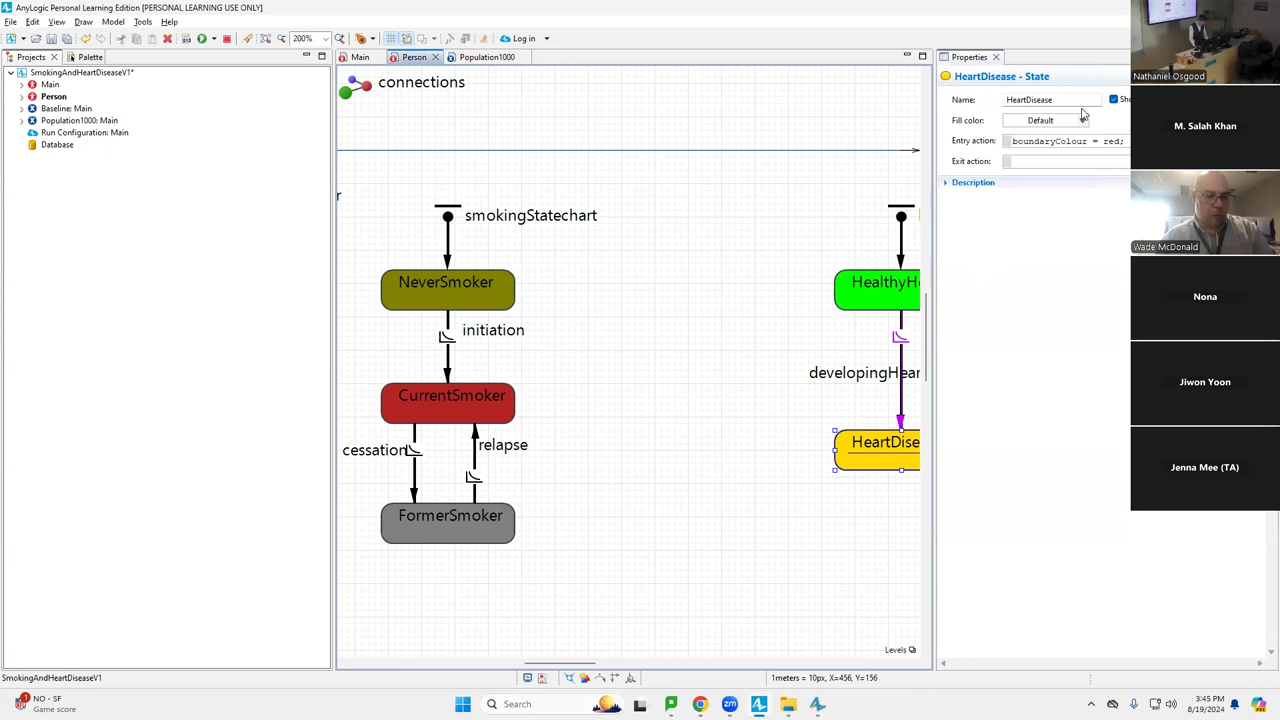 AnyLogic Personal Learning Edition [PERSONAL LEARNING USE ONLY]
File Edit View Draw Model Tools Help
200%
Log in
Projects
Palette
Main
Person
Population1000
Properties
SmokingAndHeartDiseaseV1*
Main
Person
Baseline: Main
Population1000: Main
Run Configuration: Main
Database
connections
smokingStatechart
NeverSmoker
initiation
CurrentSmoker
cessation
relapse
FormerSmoker
r
HealthyHe
developingHear
HeartDise
Levels
HeartDisease - State
Name:
HeartDisease
Sho
Fill color:
Default
Entry action:
boundaryColour = red;
Exit action:
Description
Nathaniel Osgood
M. Salah Khan
Wade McDonald
Nona
Jiwon Yoon
Jenna Mee (TA)
SmokingAndHeartDiseaseV1
1meters = 10px, X=456, Y=156
1
NO - SF
Game score
Search
3:45 PM
8/19/2024